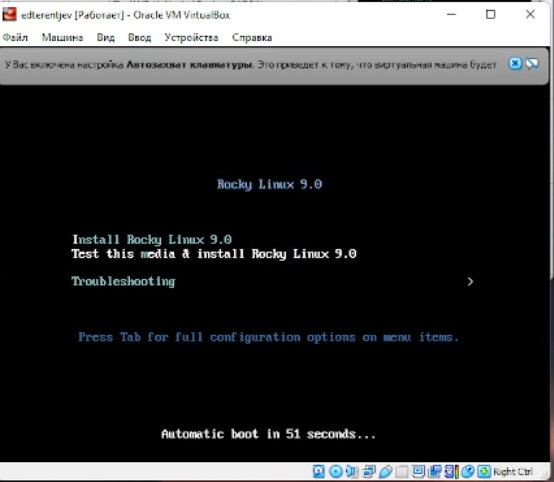 edterentjev [Работает] - Oracle VM VirtualBox
Файл Машина Вид Ввод Устройства Справка
У Вас включена настройка Автозахват клавиатуры. Это приведет к тому, что виртуальная машина будет
Rocky Linux 9.0
Install Rocky Linux 9.0
Test this media & install Rocky Linux 9.0
Troubleshooting >
Press Tab for full configuration options on menu items.
Automatic boot in 51 seconds...
Right Ctrl